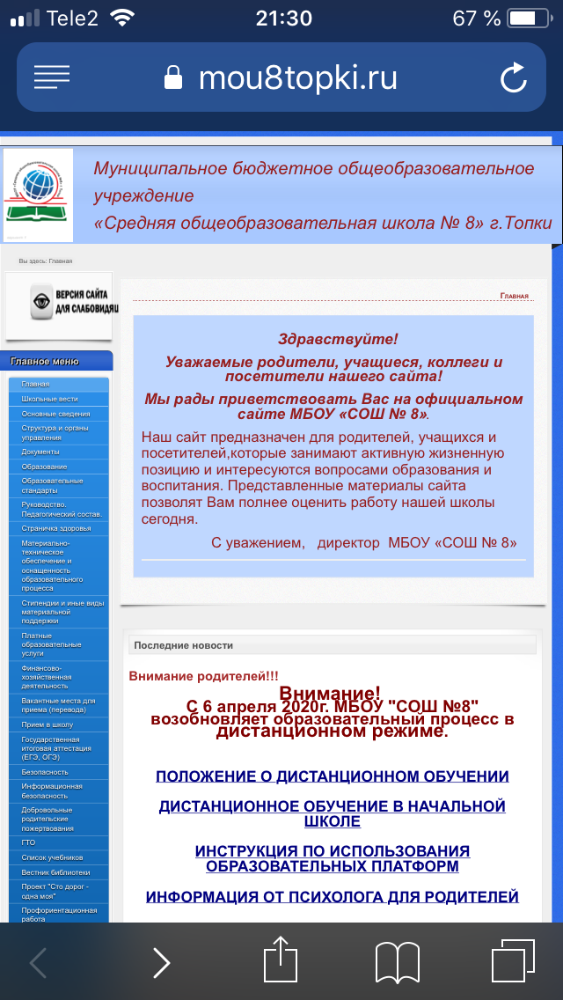 Tele2
21:30
67 %
mou8topki.ru
Муниципальное бюджетное общеобразовательное
учреждение
«Средняя общеобразовательная школа № 8» г.Топки
Вы здесь: Главная
ВЕРСИЯ САЙТА
ДЛЯ СЛАБОВИДЯЩ
Главное меню
Главная
Школьные вести
Основные сведения
Структура и органы
управления
Документы
Образование
Образовательные
стандарты
Руководство.
Педагогический состав.
Страничка здоровья
Материально-
техническое
обеспечение и
оснащенность
образовательного
процесса
Стипендии и иные виды
материальной
поддержки
Платные
образовательные
услуги
Финансово-
хозяйственная
деятельность
Вакантные места для
приема (перевода)
Прием в школу
Государственная
итоговая аттестация
(ЕГЭ, ОГЭ)
Безопасность
Информационная
безопасность
Добровольные
родительские
пожертвования
ГТО
Список учебников
Вестник библиотеки
Проект "Сто дорог -
одна моя"
Профориентационная
работа
Главная
Здравствуйте!
Уважаемые родители, учащиеся, коллеги и
посетители нашего сайта!
Мы рады приветствовать Вас на официальном
сайте МБОУ «СОШ № 8».
Наш сайт предназначен для родителей, учащихся и
посетителей,которые занимают активную жизненную
позицию и интересуются вопросами образования и
воспитания. Представленные материалы сайта
позволят Вам полнее оценить работу нашей школы
сегодня.
С уважением, директор МБОУ «СОШ № 8»
Последние новости
Внимание родителей!!!
Внимание!
С 6 апреля 2020г. МБОУ "СОШ №8"
возобновляет образовательный процесс в
дистанционном режиме.
ПОЛОЖЕНИЕ О ДИСТАНЦИОННОМ ОБУЧЕНИИ
ДИСТАНЦИОННОЕ ОБУЧЕНИЕ В НАЧАЛЬНОЙ
ШКОЛЕ
ИНСТРУКЦИЯ ПО ИСПОЛЬЗОВАНИЯ
ОБРАЗОВАТЕЛЬНЫХ ПЛАТФОРМ
ИНФОРМАЦИЯ ОТ ПСИХОЛОГА ДЛЯ РОДИТЕЛЕЙ